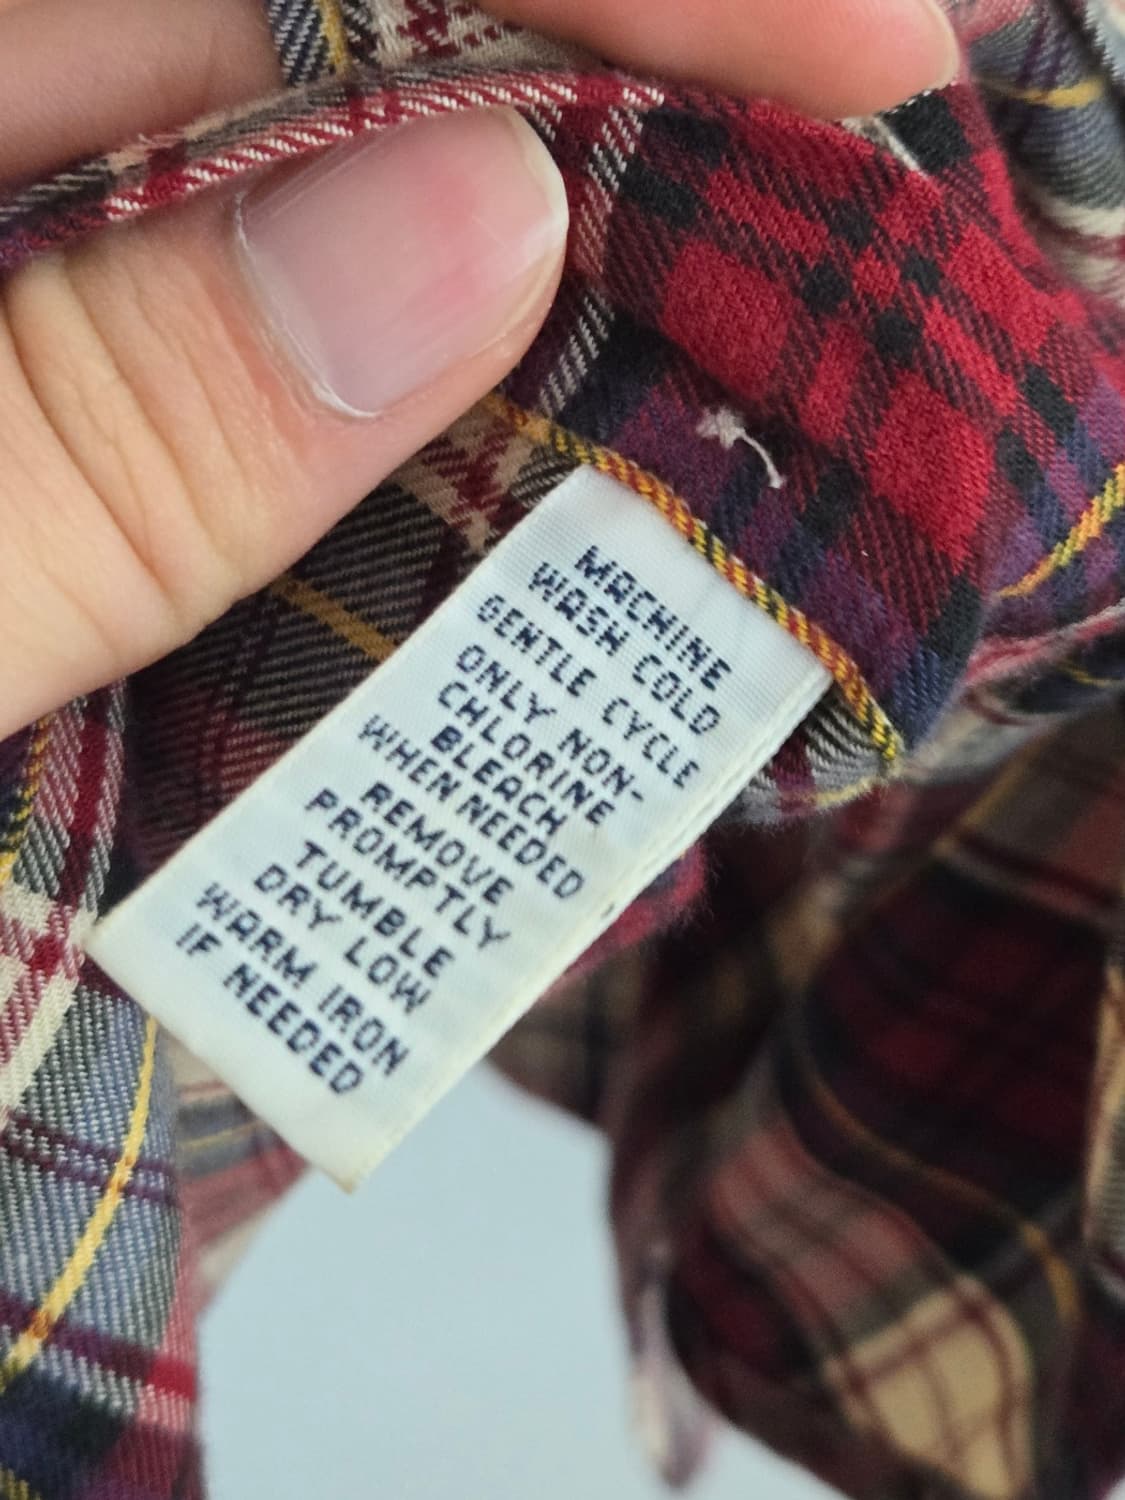 MACHINE
WASH COLD
GENTLE CYCLE
ONLY NON-
CHLORINE
BLEACH
WHEN NEEDED
REMOVE
PROMPTLY
TUMBLE
DRY LOW
WARM IRON
IF NEEDED